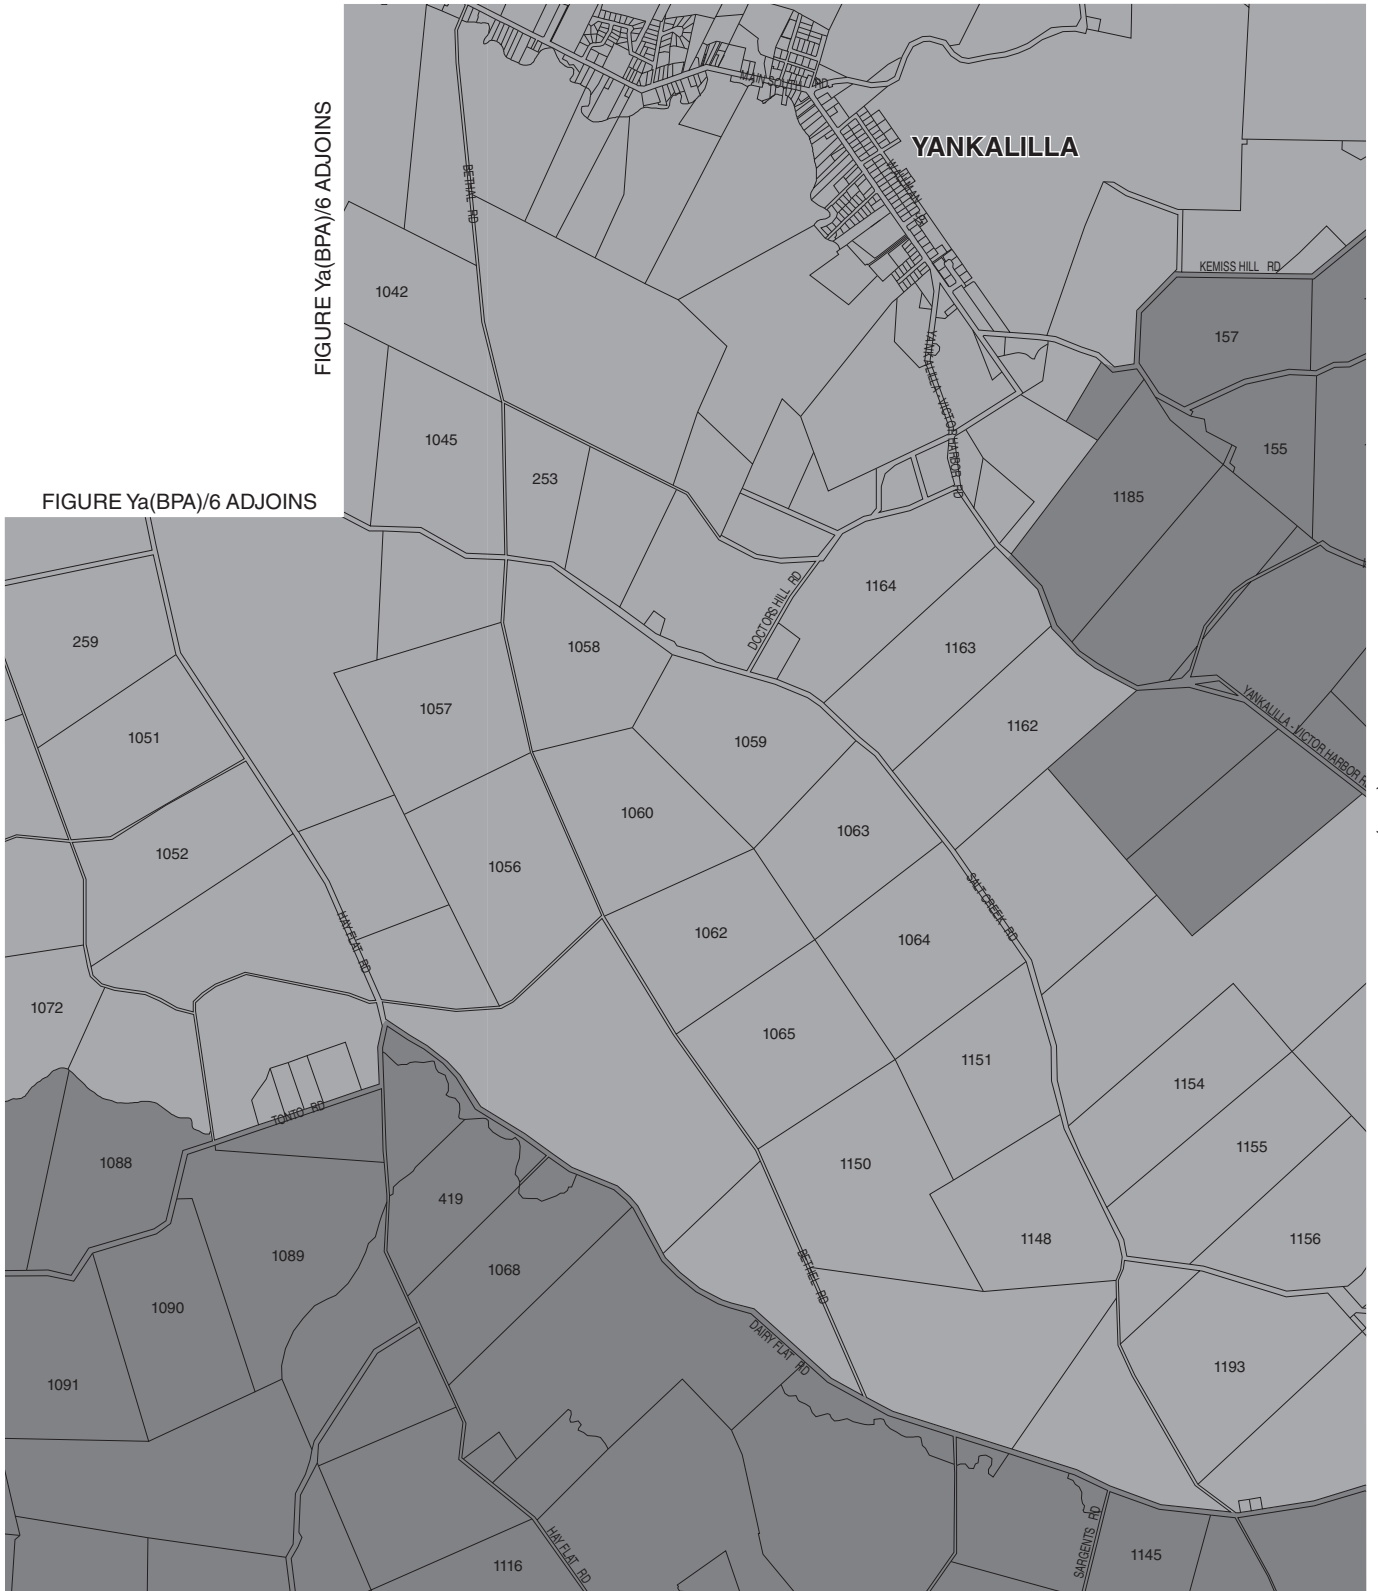 MAIN SOUTH RD
FIGURE Ya(BPA)/6 ADJOINS
YANKALILLA
BETHAL RD
KEMISS HILL RD
1042
157
YANKALILLA - VICTOR HARBOR RD
1045
155
253
1185
FIGURE Ya(BPA)/6 ADJOINS
1164
DOCTORS HILL RD
259
1058
1163
1057
1051
1059
1162
YANKALILLA - VICTOR HARBOR R
1060
1063
1052
1056
SALT CREEK RD
HAY FLAT RD
1062
1064
1072
1065
1151
1154
TONTO RD
1155
1088
1150
419
1148
1156
1089
1068
BETHEL RD
1090
DAIRY FLAT RD
1193
1091
HAY FLAT RD
SARGENTS RD
1145
1116